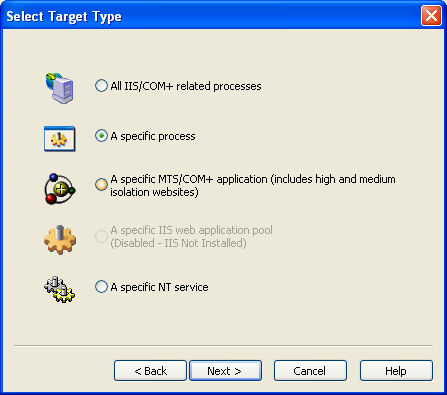 Select Target Type
All IIS/COM+ related processes
A specific process
A specific MTS/COM+ application (includes high and medium
isolation websites)
A specific IIS web application pool
(Disabled - IIS Not Installed)
A specific NT service
< Back Next > Cancel Help